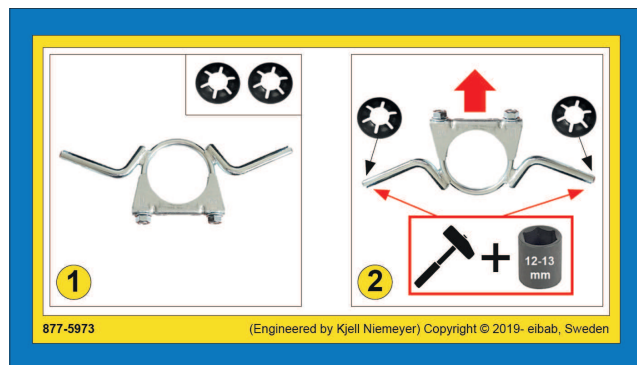 12-13
mm
1
2
877-5973
(Engineered by Kjell Niemeyer) Copyright © 2019- eibab, Sweden